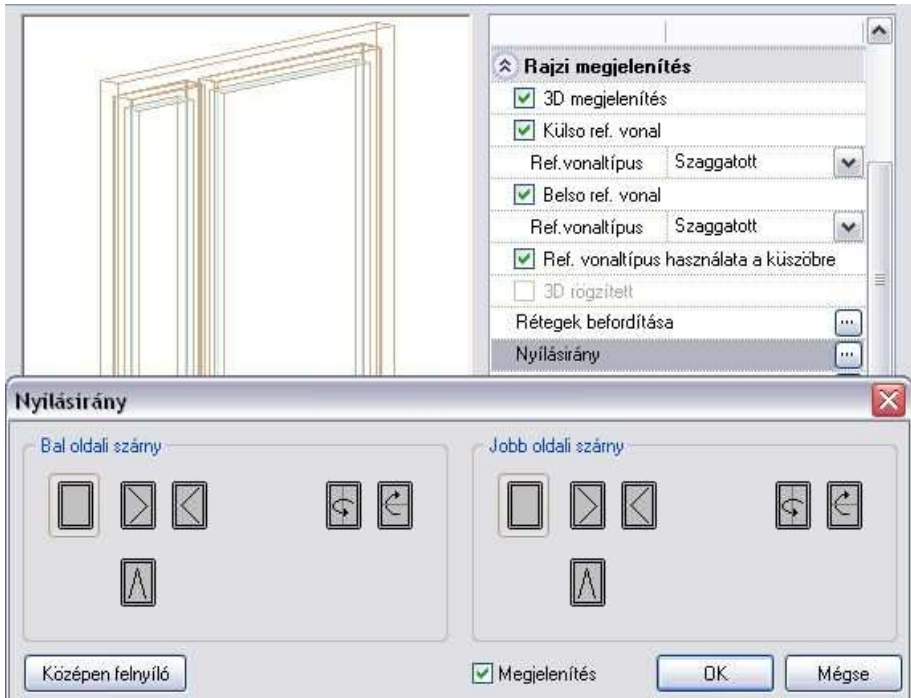 Rajzi megjelenítés
3D megjelenítés
Külso ref. vonal
Ref.vonaltípus Szaggatott
Belso ref. vonal
Ref.vonaltípus Szaggatott
Ref. vonaltípus használata a küszöbre
3D rögzített
Rétegek befordítása ...
Nyílásirány ...
Nyílásirány
Bal oldali szárny
Jobb oldali szárny
Középen felnyíló
Megjelenítés
OK
Mégse